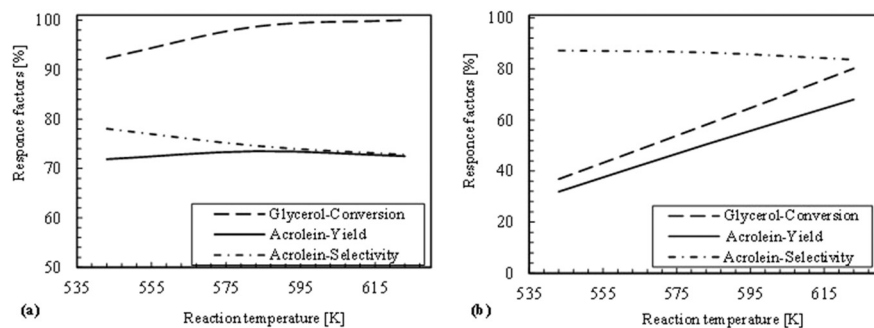 Responce factors [%]
100
90
80
70
60
50
Glycerol-Conversion
Acrolein-Yield
Acrolein-Selectivity
535 555 575 595 615
(a) Reaction temperature [K]
Responce factors [%]
100
80
60
40
20
0
Glycerol-Conversion
Acrolein-Yield
Acrolein-Selectivity
535 555 575 595 615
(b) Reaction temperature [K]